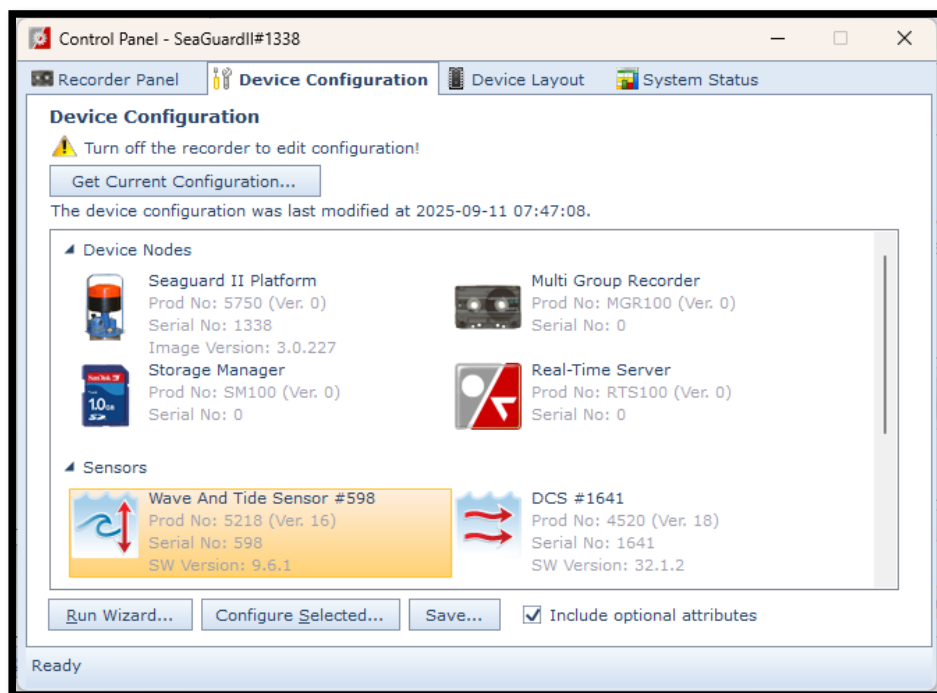 Control Panel - SeaGuardII#1338
Recorder Panel
Device Configuration
Device Layout
System Status
Device Configuration
Turn off the recorder to edit configuration!
Get Current Configuration...
The device configuration was last modified at 2025-09-11 07:47:08.
Device Nodes
Seaguard II Platform
Prod No: 5750 (Ver. 0)
Serial No: 1338
Image Version: 3.0.227
Multi Group Recorder
Prod No: MGR100 (Ver. 0)
Serial No: 0
SanDisk
1.0GB
Storage Manager
Prod No: SM100 (Ver. 0)
Serial No: 0
Real-Time Server
Prod No: RTS100 (Ver. 0)
Serial No: 0
Sensors
Wave And Tide Sensor #598
Prod No: 5218 (Ver. 16)
Serial No: 598
SW Version: 9.6.1
DCS #1641
Prod No: 4520 (Ver. 18)
Serial No: 1641
SW Version: 32.1.2
Run Wizard...
Configure Selected...
Save...
Include optional attributes
Ready